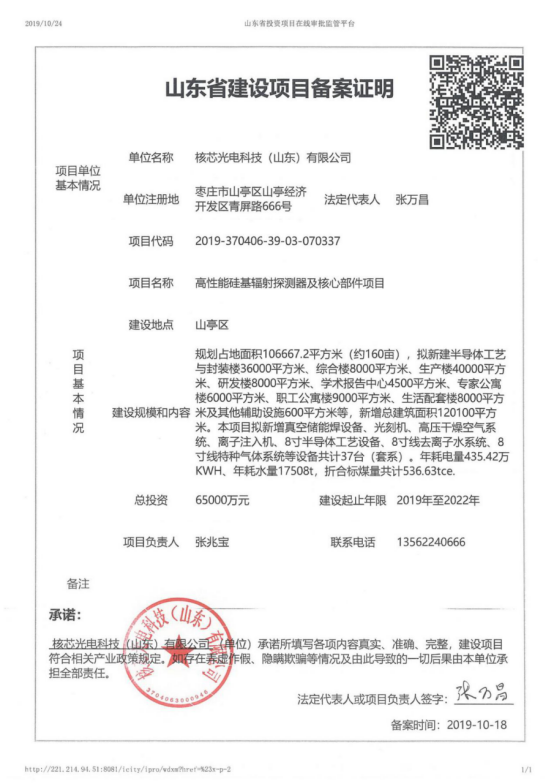 2019/10/24
山东省投资项目在线审批监管平台
山东省建设项目备案证明
项目单位
基本情况
单位名称 核芯光电科技（山东）有限公司
单位注册地 枣庄市山亭区山亭经济
开发区青屏路666号
法定代表人 张万昌
项目代码 2019-370406-39-03-070337
项目名称 高性能硅基辐射探测器及核心部件项目
建设地点 山亭区
项目基本情况
建设规模和内容
规划占地面积106667.2平方米（约160亩），拟新建半导体工艺
与封装楼36000平方米、综合楼8000平方米、生产楼40000平方
米、研发楼8000平方米、学术报告中心4500平方米、专家公寓
楼6000平方米、职工公寓楼9000平方米、生活配套楼8000平方
米及其他辅助设施600平方米等，新增总建筑面积120100平方
米。本项目拟新增真空储能焊设备、光刻机、高压干燥空气系
统、离子注入机、8寸半导体工艺设备、8寸线去离子水系统、8
寸线特种气体系统等设备共计37台（套系）。年耗电量435.42万
KWH、年耗水量17508t，折合标煤量共计536.63tce.
总投资 65000万元 建设起止年限 2019年至2022年
项目负责人 张兆宝 联系电话 13562240666
备注
承诺：
核芯光电科技（山东）有限公司（单位）承诺所填写各项内容真实、准确、完整，建设项目
符合相关产业政策规定。如存在弄虚作假、隐瞒欺骗等情况及由此导致的一切后果由本单位承
担全部责任。
核芯光电科技（山东）有限公司
法定代表人或项目负责人签字：张万昌
备案时间：2019-10-18
http://221.214.94.51:8081/icity/ipro/wdxm?href=%23x-p-2
1/1